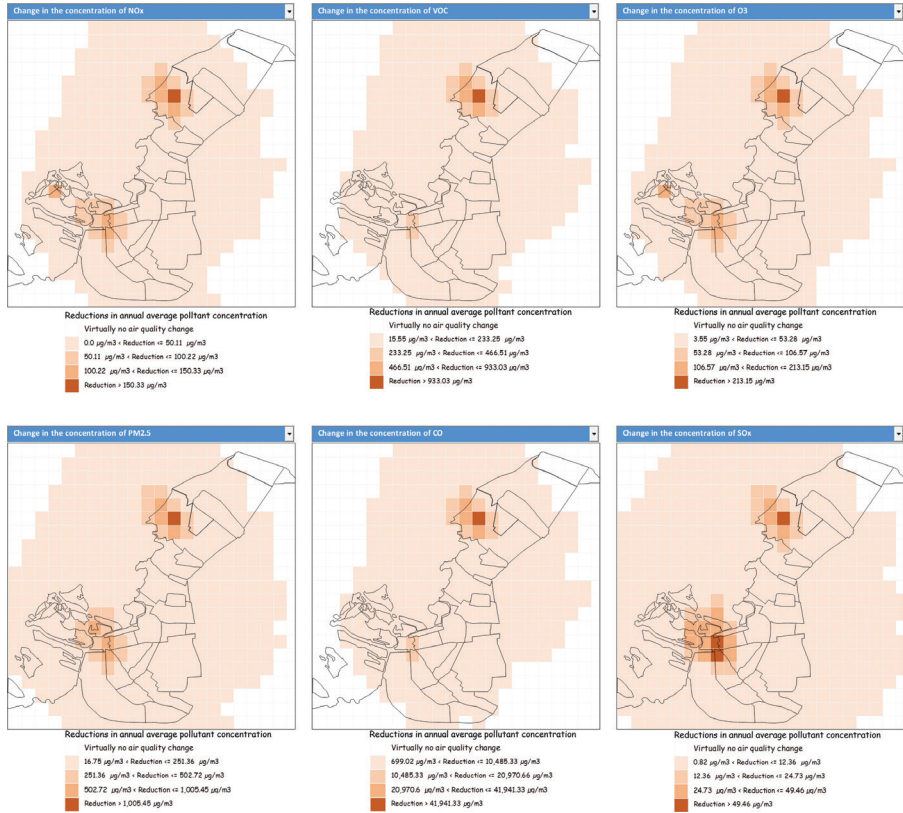 Change in the concentration of NOx
Change in the concentration of VOC
Change in the concentration of O3
Reductions in annual average polltant concentration
Virtually no air quality change
0.0 µg/m3 < Reduction <= 50.11 µg/m3
50.11 µg/m3 < Reduction <= 100.22 µg/m3
100.22 µg/m3 < Reduction <= 150.33 µg/m3
Reduction > 150.33 µg/m3
Reductions in annual average polltant concentration
Virtually no air quality change
15.55 µg/m3 < Reduction <= 233.25 µg/m3
233.25 µg/m3 < Reduction <= 466.51 µg/m3
466.51 µg/m3 < Reduction <= 933.03 µg/m3
Reduction > 933.03 µg/m3
Reductions in annual average polltant concentration
Virtually no air quality change
3.55 µg/m3 < Reduction <= 53.28 µg/m3
53.28 µg/m3 < Reduction <= 106.57 µg/m3
106.57 µg/m3 < Reduction <= 213.15 µg/m3
Reduction > 213.15 µg/m3
Change in the concentration of PM2.5
Change in the concentration of CO
Change in the concentration of SOx
Reductions in annual average pollutant concentration
Virtually no air quality change
16.75 µg/m3 < Reduction <= 251.36 µg/m3
251.36 µg/m3 < Reduction <= 502.72 µg/m3
502.72 µg/m3 < Reduction <= 1,005.45 µg/m3
Reduction > 1,005.45 µg/m3
Reductions in annual average pollutant concentration
Virtually no air quality change
699.02 µg/m3 < Reduction <= 10,485.33 µg/m3
10,485.33 µg/m3 < Reduction <= 20,970.66 µg/m3
20,970.6 µg/m3 < Reduction <= 41,941.33 µg/m3
Reduction > 41,941.33 µg/m3
Reductions in annual average pollutant concentration
Virtually no air quality change
0.82 µg/m3 < Reduction <= 12.36 µg/m3
12.36 µg/m3 < Reduction <= 24.73 µg/m3
24.73 µg/m3 < Reduction <= 49.46 µg/m3
Reduction > 49.46 µg/m3